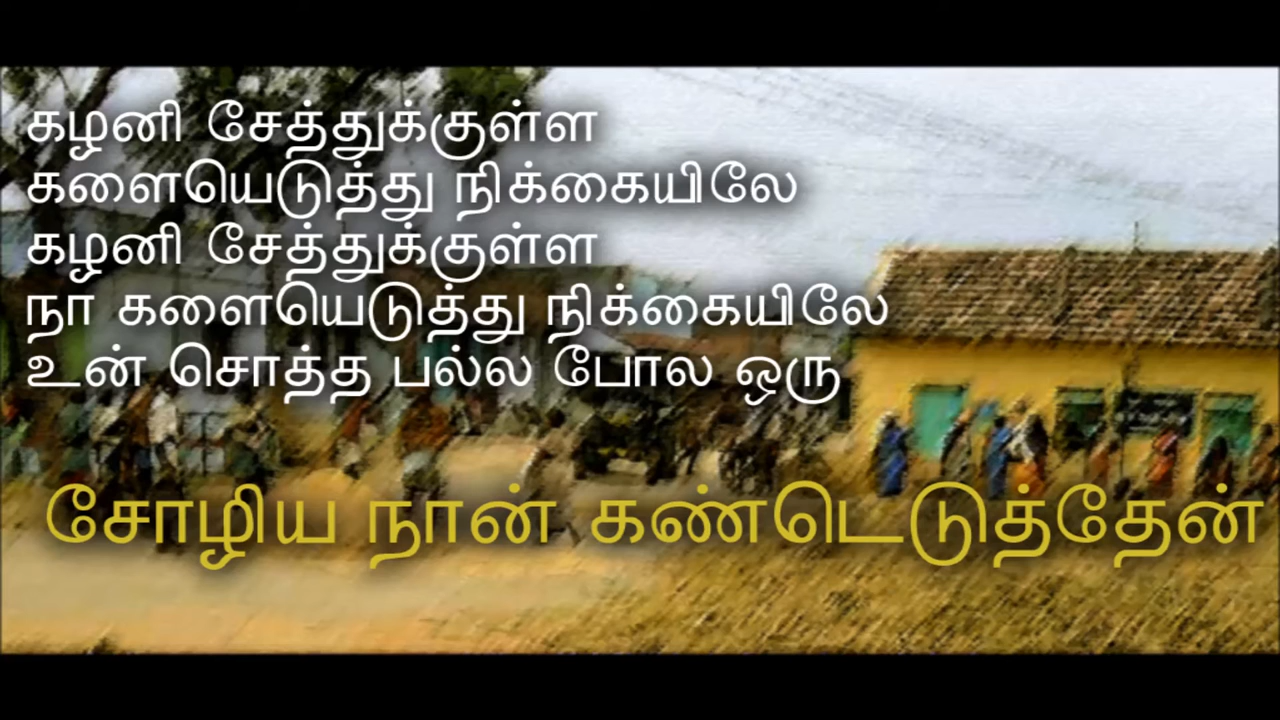 கழனி சேத்துக்குள்ள
களையெடுத்து நிக்கையிலே
கழனி சேத்துக்குள்ள
நா களையெடுத்து நிக்கையிலே
உன் சொத்த பல்ல போல ஒரு
சோழிய நான் கண்டெடுத்தேன்